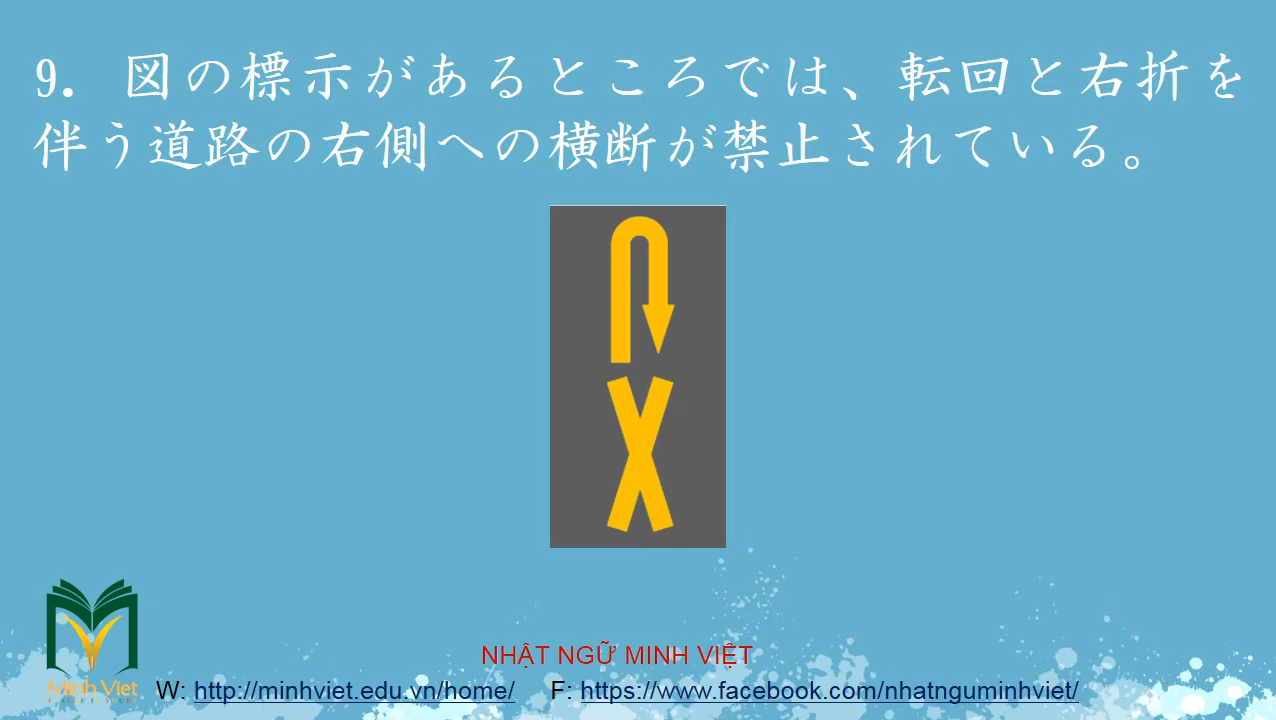 9. 図の標示があるところでは、転回と右折を
伴う道路の右側への横断が禁止されている。
X
Minh Viet
NHẬT NGỮ MINH VIỆT
W: http://minhviet.edu.vn/home/ F: https://www.facebook.com/nhatnguminhviet/